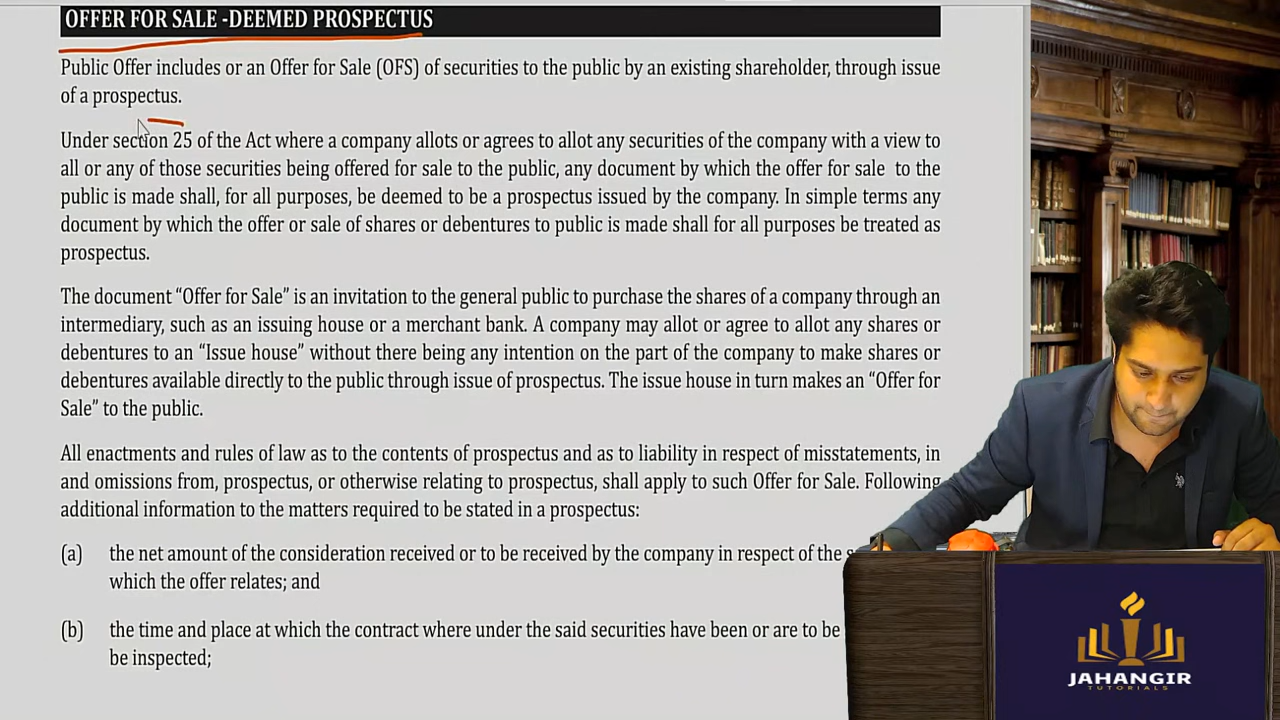 OFFER FOR SALE -DEEMED PROSPECTUS
Public Offer includes or an Offer for Sale (OFS) of securities to the public by an existing shareholder, through issue
of a prospectus.
Under section 25 of the Act where a company allots or agrees to allot any securities of the company with a view to
all or any of those securities being offered for sale to the public, any document by which the offer for sale to the
public is made shall, for all purposes, be deemed to be a prospectus issued by the company. In simple terms any
document by which the offer or sale of shares or debentures to public is made shall for all purposes be treated as
prospectus.
The document “Offer for Sale” is an invitation to the general public to purchase the shares of a company through an
intermediary, such as an issuing house or a merchant bank. A company may allot or agree to allot any shares or
debentures to an “Issue house” without there being any intention on the part of the company to make shares or
debentures available directly to the public through issue of prospectus. The issue house in turn makes an “Offer for
Sale” to the public.
All enactments and rules of law as to the contents of prospectus and as to liability in respect of misstatements, in
and omissions from, prospectus, or otherwise relating to prospectus, shall apply to such Offer for Sale. Following
additional information to the matters required to be stated in a prospectus:
(a) the net amount of the consideration received or to be received by the company in respect of the
which the offer relates; and
(b) the time and place at which the contract where under the said securities have been or are to be
be inspected;
JAHANGIR
TUTORIALS